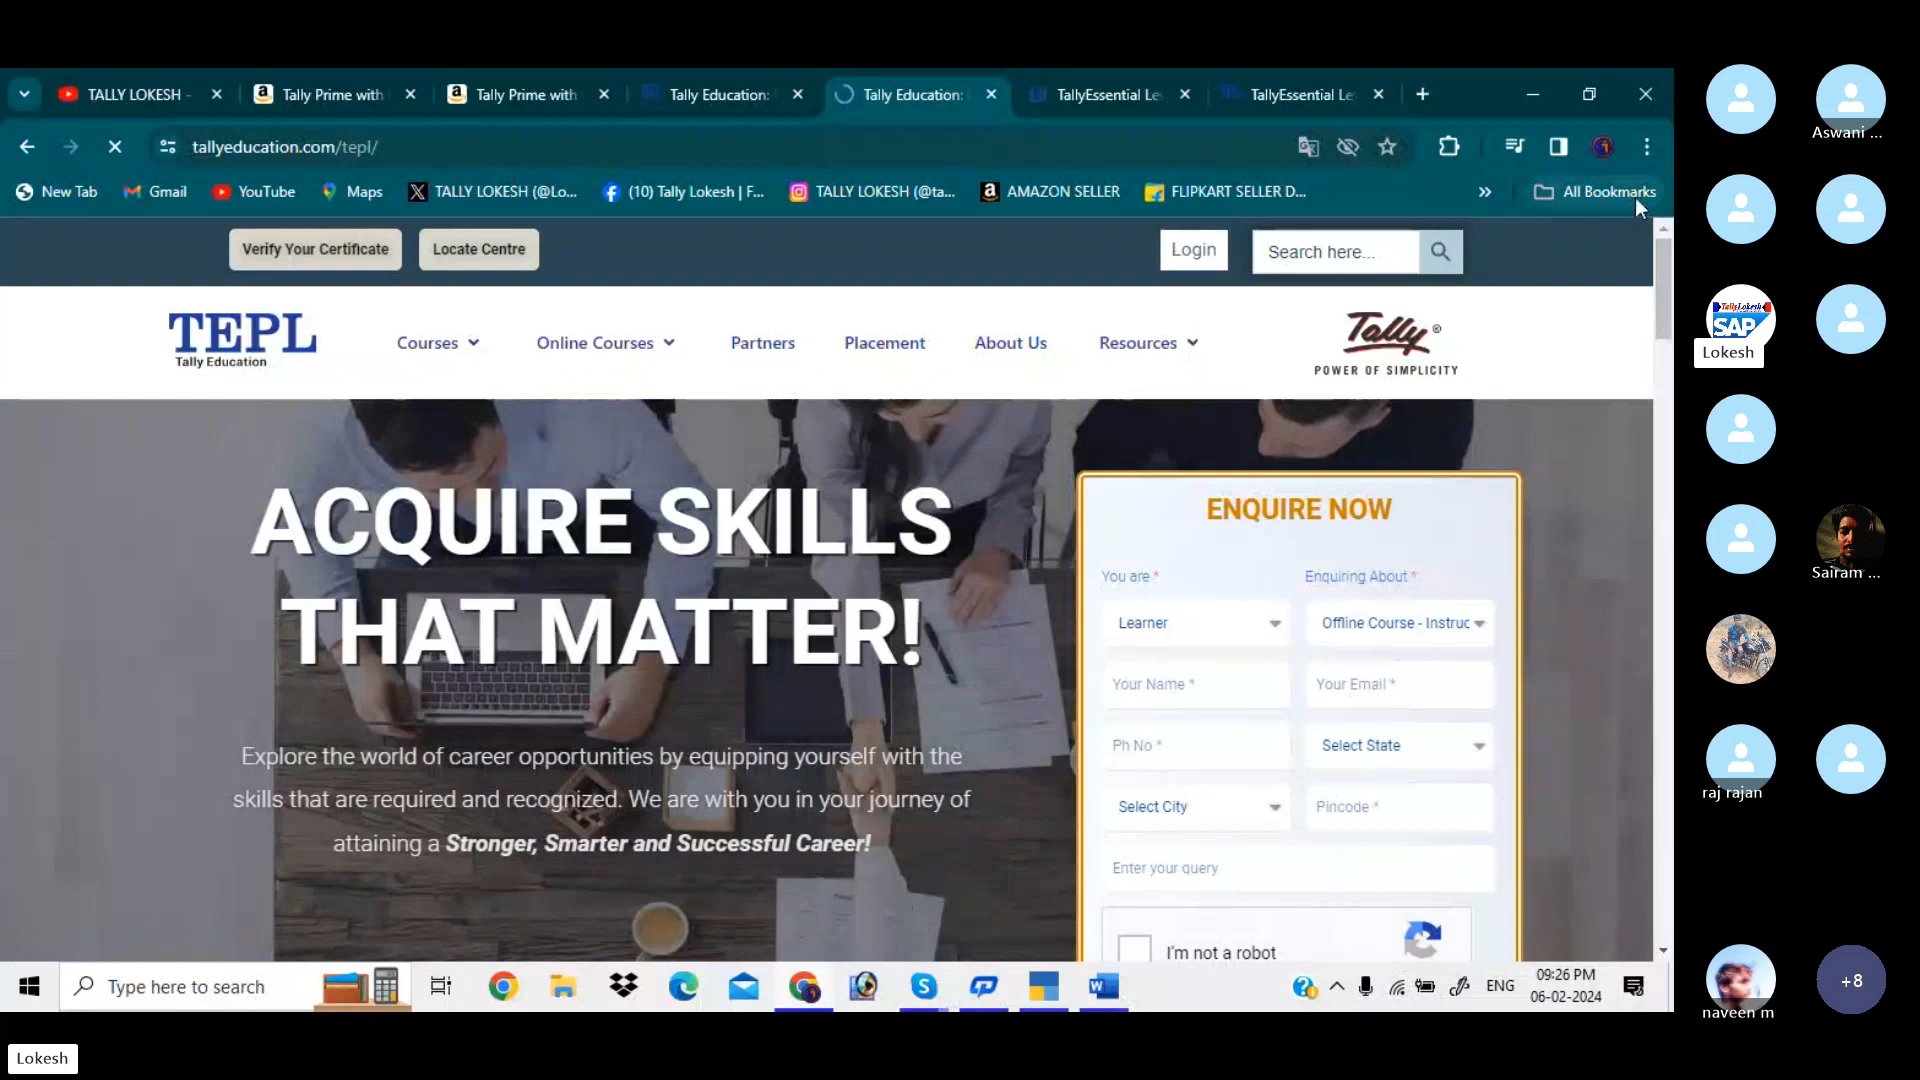 TALLY LOKESH -
Tally Prime with
Tally Prime with
Tally Education:
Tally Education:
TallyEssential Le
TallyEssential Le
tallyeducation.com/tepl/
New Tab
Gmail
YouTube
Maps
TALLY LOKESH (@Lo...
(10) Tally Lokesh | F...
TALLY LOKESH (@ta...
AMAZON SELLER
FLIPKART SELLER D...
»
All Bookmarks
Verify Your Certificate
Locate Centre
Login
Search here...
TEPL
Tally Education
Courses
Online Courses
Partners
Placement
About Us
Resources
Tally®
POWER OF SIMPLICITY
ACQUIRE SKILLS
THAT MATTER!
Explore the world of career opportunities by equipping yourself with the
skills that are required and recognized. We are with you in your journey of
attaining a Stronger, Smarter and Successful Career!
ENQUIRE NOW
You are *
Enquiring About *
Learner
Offline Course - Instruc
Your Name *
Your Email *
Ph No *
Select State
Select City
Pincode *
Enter your query
I'm not a robot
Type here to search
ENG
09:26 PM
06-02-2024
Aswani ...
Tally Lokesh
SAP
Lokesh
Sairam ...
raj rajan
naveen m
+8
Lokesh